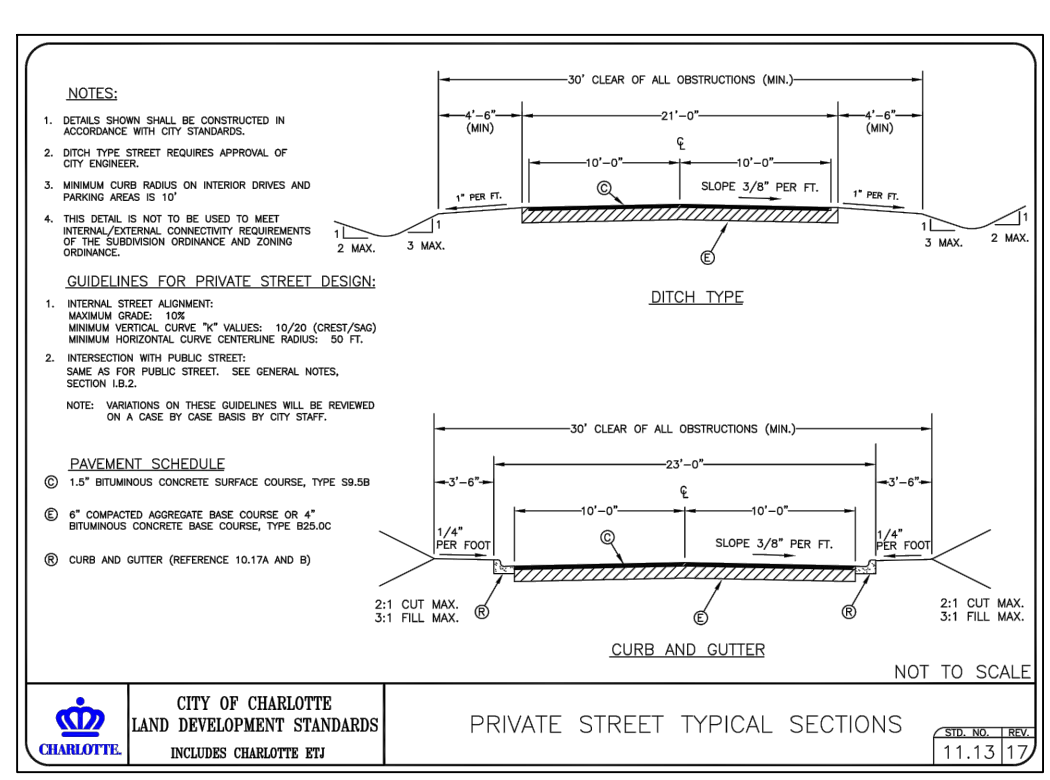 NOTES:
1. DETAILS SHOWN SHALL BE CONSTRUCTED IN
ACCORDANCE WITH CITY STANDARDS.
2. DITCH TYPE STREET REQUIRES APPROVAL OF
CITY ENGINEER.
3. MINIMUM CURB RADIUS ON INTERIOR DRIVES AND
PARKING AREAS IS 10'
4. THIS DETAIL IS NOT TO BE USED TO MEET
INTERNAL/EXTERNAL CONNECTIVITY REQUIREMENTS
OF THE SUBDIVISION ORDINANCE AND ZONING
ORDINANCE.
GUIDELINES FOR PRIVATE STREET DESIGN:
1. INTERNAL STREET ALIGNMENT:
MAXIMUM GRADE: 10%
MINIMUM VERTICAL CURVE "K" VALUES: 10/20 (CREST/SAG)
MINIMUM HORIZONTAL CURVE CENTERLINE RADIUS: 50 FT.
2. INTERSECTION WITH PUBLIC STREET:
SAME AS FOR PUBLIC STREET. SEE GENERAL NOTES,
SECTION I.B.2.
NOTE: VARIATIONS ON THESE GUIDELINES WILL BE REVIEWED
ON A CASE BY CASE BASIS BY CITY STAFF.
PAVEMENT SCHEDULE
Ⓒ 1.5" BITUMINOUS CONCRETE SURFACE COURSE, TYPE S9.5B
Ⓔ 6" COMPACTED AGGREGATE BASE COURSE OR 4"
BITUMINOUS CONCRETE BASE COURSE, TYPE B25.0C
Ⓡ CURB AND GUTTER (REFERENCE 10.17A AND B)
30' CLEAR OF ALL OBSTRUCTIONS (MIN.)
4'-6" 21'-0" 4'-6"
(MIN) (MIN)
℄
10'-0" 10'-0"
1" PER FT. Ⓒ SLOPE 3/8" PER FT. 1" PER FT.
1 1 1 1
2 MAX. 3 MAX. 3 MAX. 2 MAX.
Ⓔ
DITCH TYPE
30' CLEAR OF ALL OBSTRUCTIONS (MIN.)
23'-0"
3'-6" 3'-6"
℄
10'-0" 10'-0"
1/4" 1/4"
PER FOOT Ⓒ SLOPE 3/8" PER FT. PER FOOT
2:1 CUT MAX. 2:1 CUT MAX.
3:1 FILL MAX. Ⓡ Ⓔ Ⓡ 3:1 FILL MAX.
CURB AND GUTTER
NOT TO SCALE
CHARLOTTE.
CITY OF CHARLOTTE
LAND DEVELOPMENT STANDARDS
INCLUDES CHARLOTTE ETJ
PRIVATE STREET TYPICAL SECTIONS
STD. NO. REV.
11.13 17